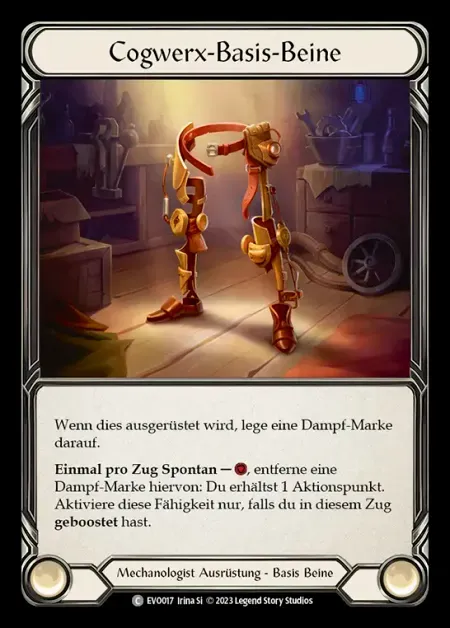 Cogwerx-Basis-Beine
Wenn dies ausgerüstet wird, lege eine Dampf-Marke
darauf.
Einmal pro Zug Spontan — , entferne eine
Dampf-Marke hiervon: Du erhältst 1 Aktionspunkt.
Aktiviere diese Fähigkeit nur, falls du in diesem Zug
geboostet hast.
Mechanologist Ausrüstung - Basis Beine
C EVO017 Irina Si © 2023 Legend Story Studios